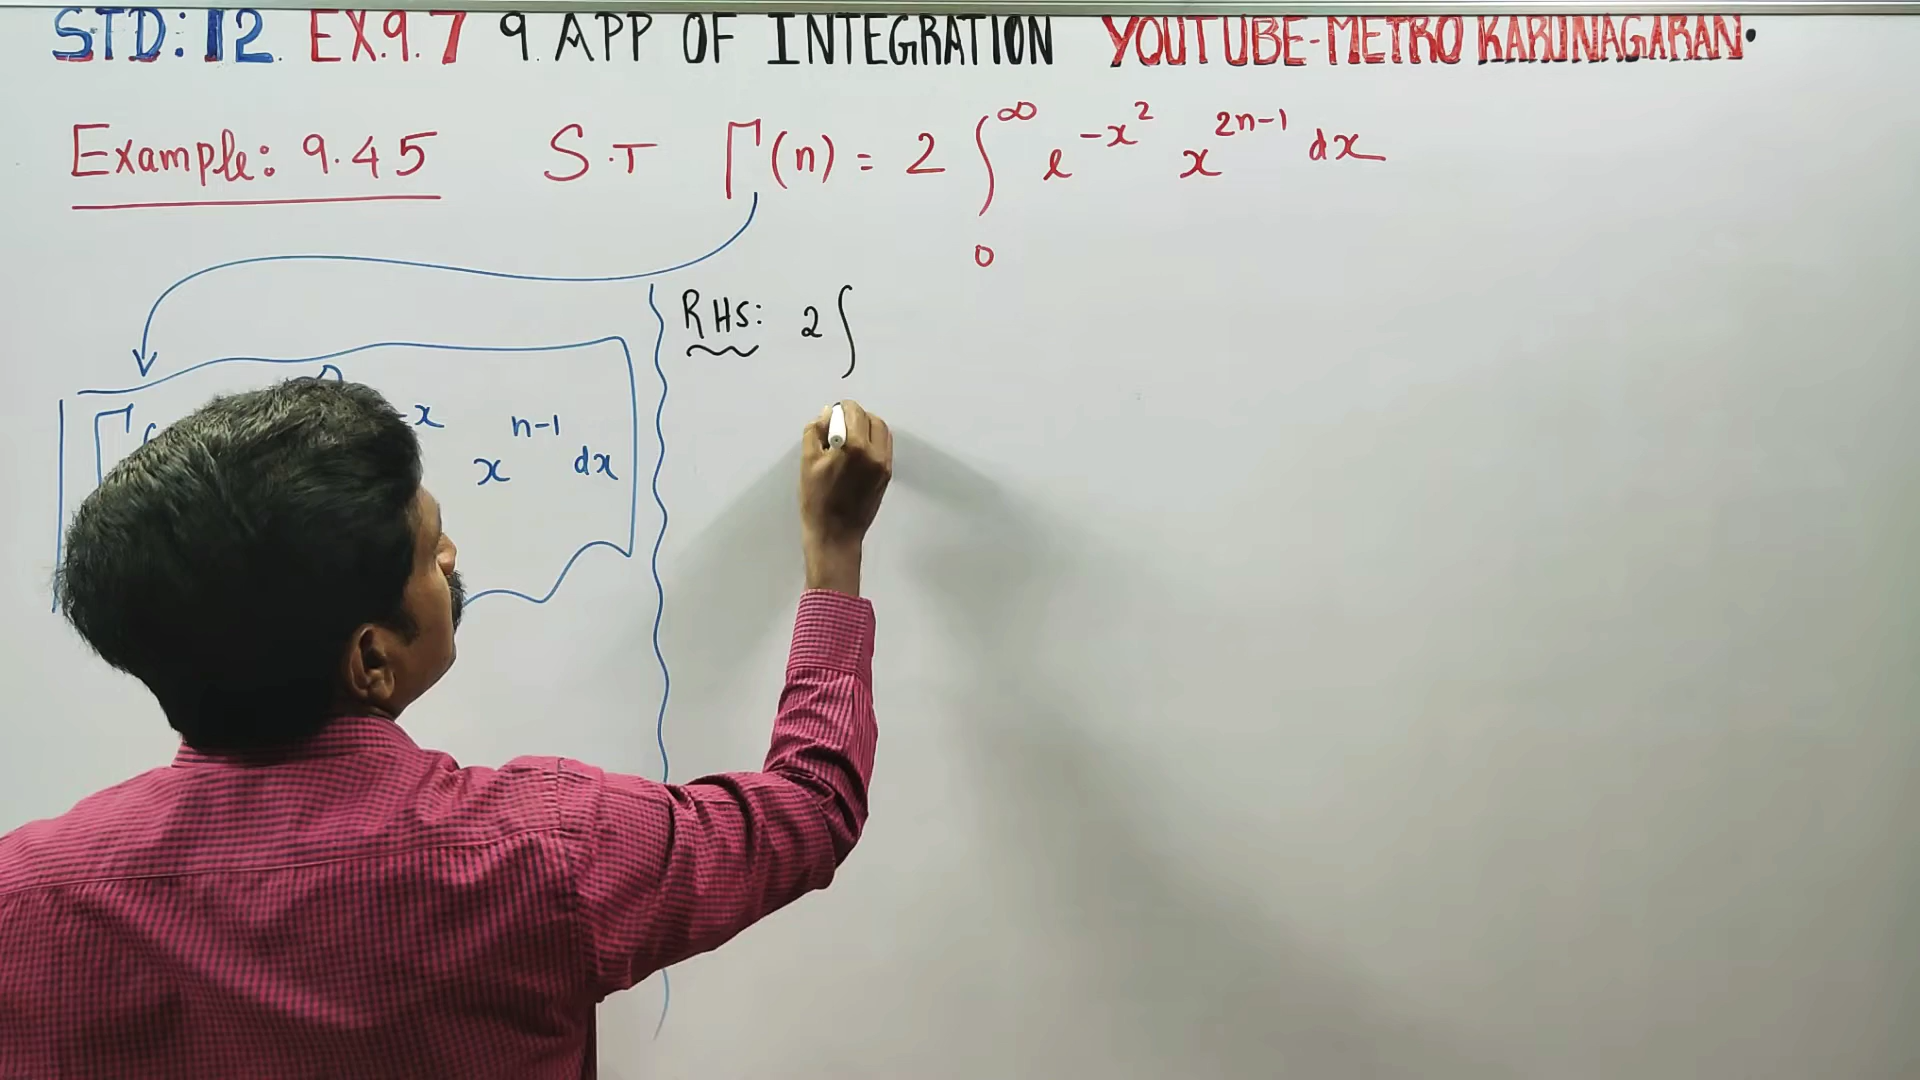 STD: 12. EX.9.7 9. APP OF INTEGRATION YOUTUBE-METRO KARUNAGARAN.
Example: 9.45 S.T Γ(n) = 2 ∫₀^∞ e^{-x²} x^{2n-1} dx
RHS: 2 ∫
Γ( -x x^{n-1} dx